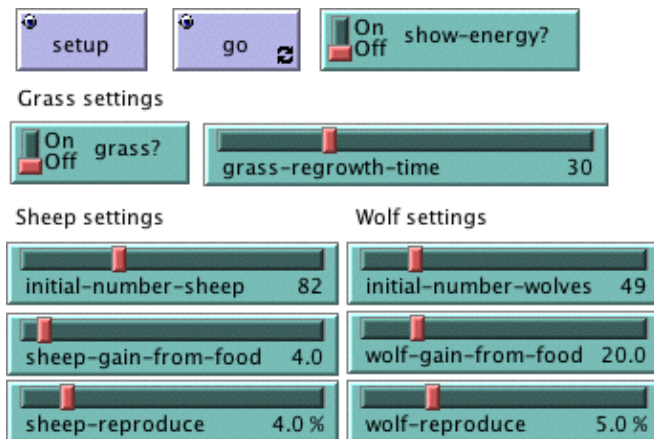 setup
go
On
Off
show-energy?
Grass settings
On
Off
grass?
grass-regrowth-time 30
Sheep settings
Wolf settings
initial-number-sheep 82
initial-number-wolves 49
sheep-gain-from-food 4.0
wolf-gain-from-food 20.0
sheep-reproduce 4.0 %
wolf-reproduce 5.0 %